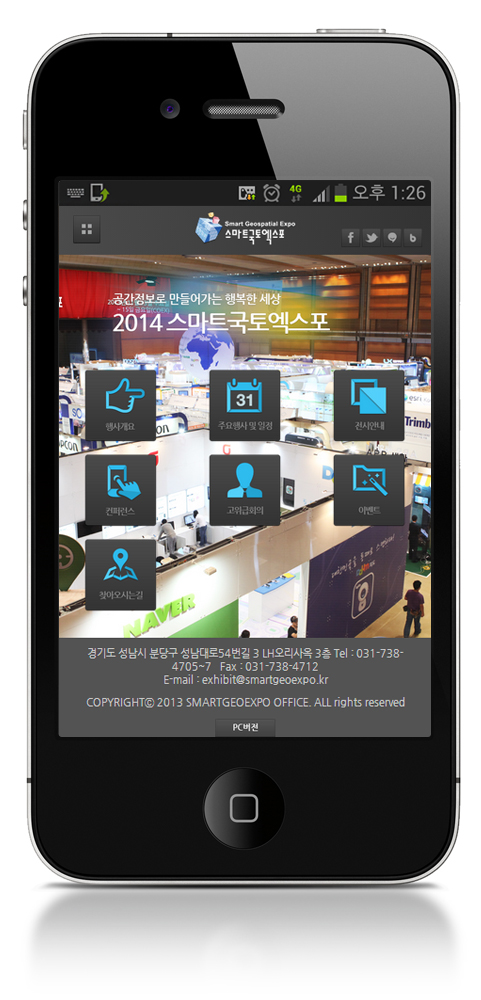 4G 오후 1:26
Smart Geospatial Expo
스마트국토엑스포
공간정보로 만들어가는 행복한 세상
2014 스마트국토엑스포
행사개요
주요행사 및 일정
전시안내
31
컨퍼런스
고위급회의
이벤트
찾아오시는길
Trimb
NAVER
경기도 성남시 분당구 성남대로54번길 3 LH오리사옥 3층 Tel : 031-738-
4705~7 Fax : 031-738-4712
E-mail : exhibit@smartgeoexpo.kr
COPYRIGHTⓒ 2013 SMARTGEOEXPO OFFICE. ALL rights reserved
PC버전